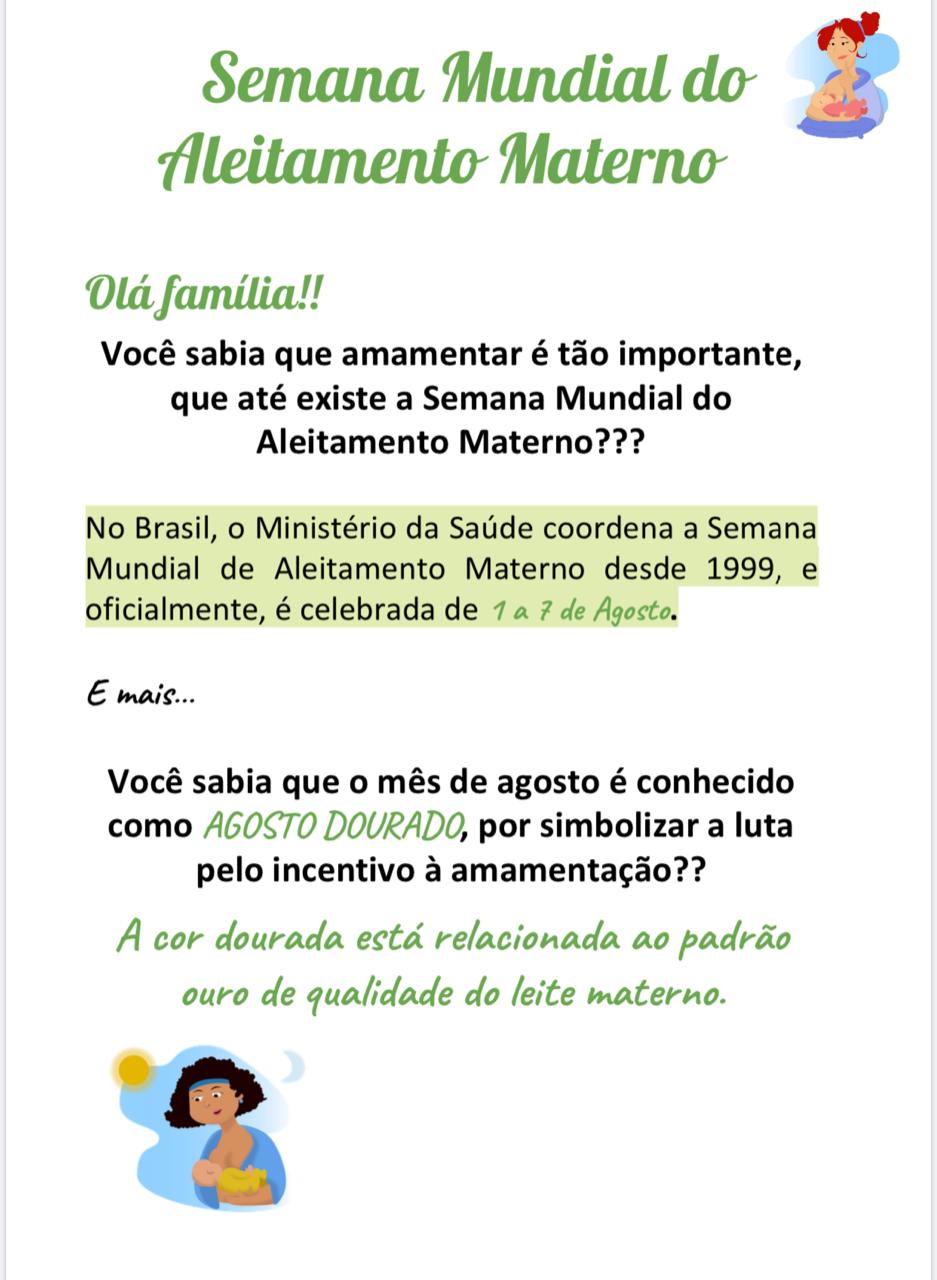 Semana Mundial do
Aleitamento Materno
Olá família!!
Você sabia que amamentar é tão importante,
que até existe a Semana Mundial do
Aleitamento Materno???
No Brasil, o Ministério da Saúde coordena a Semana
Mundial de Aleitamento Materno desde 1999, e
oficialmente, é celebrada de 1 a 7 de Agosto.
E mais...
Você sabia que o mês de agosto é conhecido
como AGOSTO DOURADO, por simbolizar a luta
pelo incentivo à amamentação??
A cor dourada está relacionada ao padrão
ouro de qualidade do leite materno.